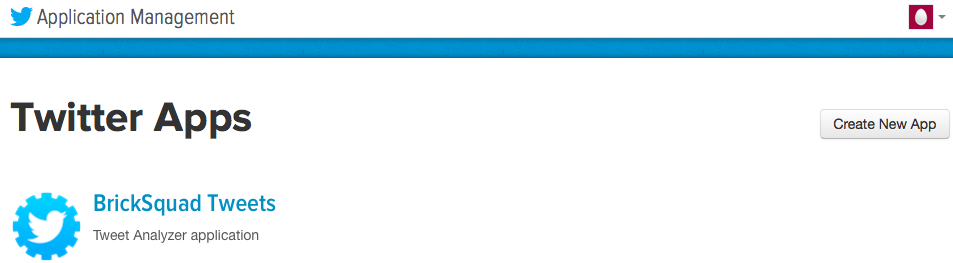 Application Management
Twitter Apps
Create New App
BrickSquad Tweets
Tweet Analyzer application